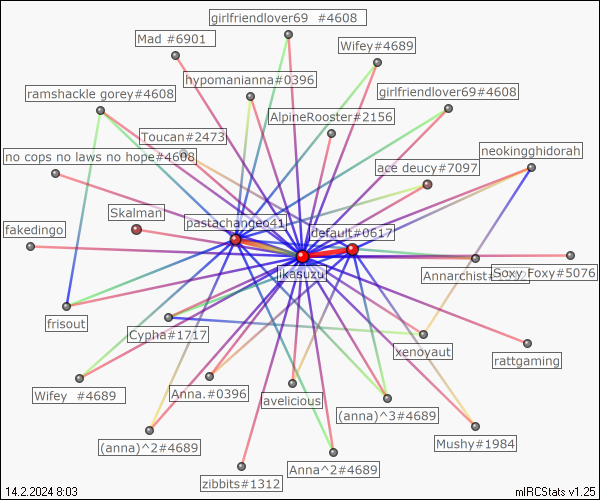 girlfriendlover69 #4608
Mad #6901
Wifey#4689
hypomanianna#0396
ramshackle gorey#4608
girlfriendlover69#4608
AlpineRooster#2156
Toucan#2473
neokingghidorah
no cops no laws no hope#4608
ace deucy#7097
Skalman
pastachangeo41
fakedingo
default#0617
ikasuzu
Annarchist
Soxy Foxy#5076
frisout
Cypha#1717
xenoyaut
rattgaming
Wifey #4689
Anna.#0396
avelicious
(anna)^3#4689
(anna)^2#4689
Mushy#1984
Anna^2#4689
zibbits#1312
14.2.2024 8:03
mIRCStats v1.25